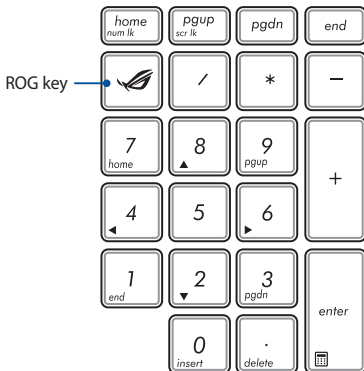 home pgup pgdn end
num lk scr lk
ROG key / * −
7 8 9
home pgup
+
4 5 6
1 2 3
end pgdn
enter
0 .
insert delete